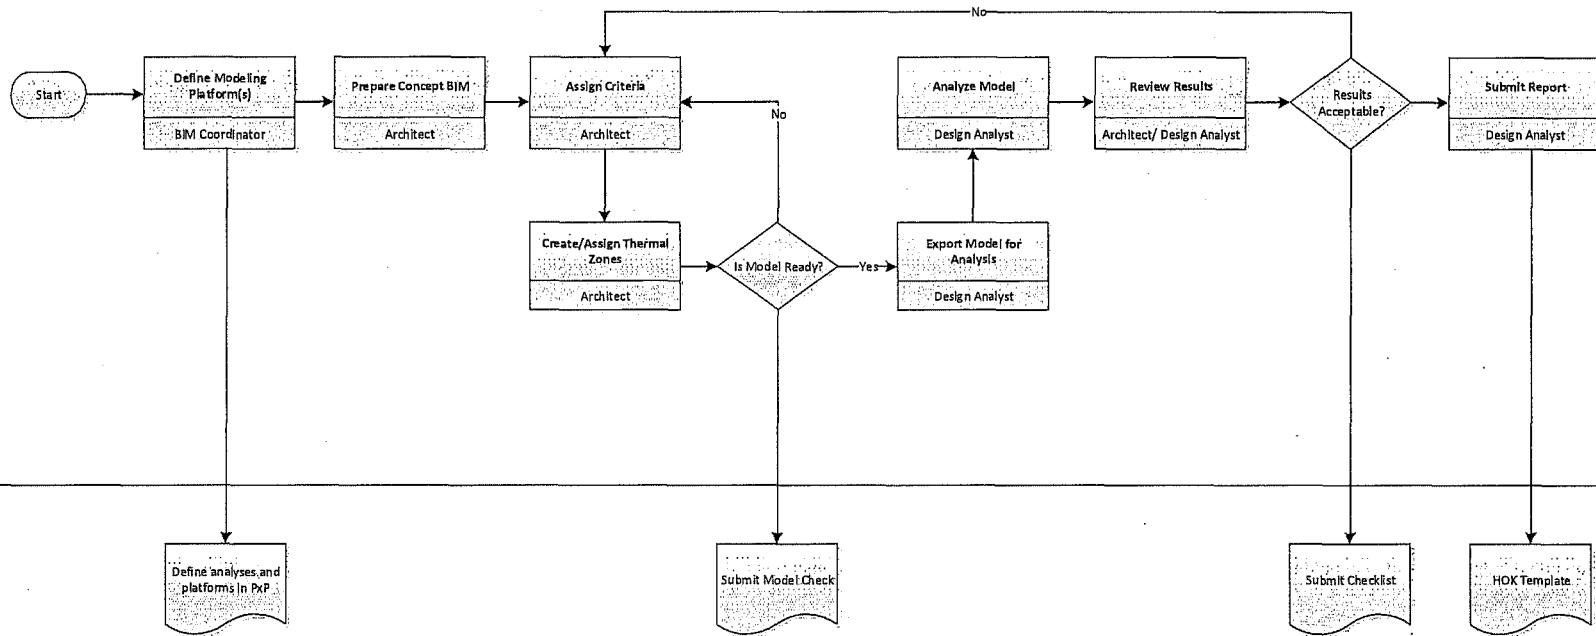 No
Start
Define Modeling
Platform(s)
BIM Coordinator
Prepare Concept BIM
Architect
Assign Criteria
Architect
No
Analyze Model
Design Analyst
Review Results
Architect/ Design Analyst
Results
Acceptable?
Submit Report
Design Analyst
Create/Assign Thermal
Zones
Architect
Is Model Ready?
Yes
Export Model for
Analysis
Design Analyst
Define analyses and
platforms in PxP
Submit Model Check
Submit Checklist
HOK Template